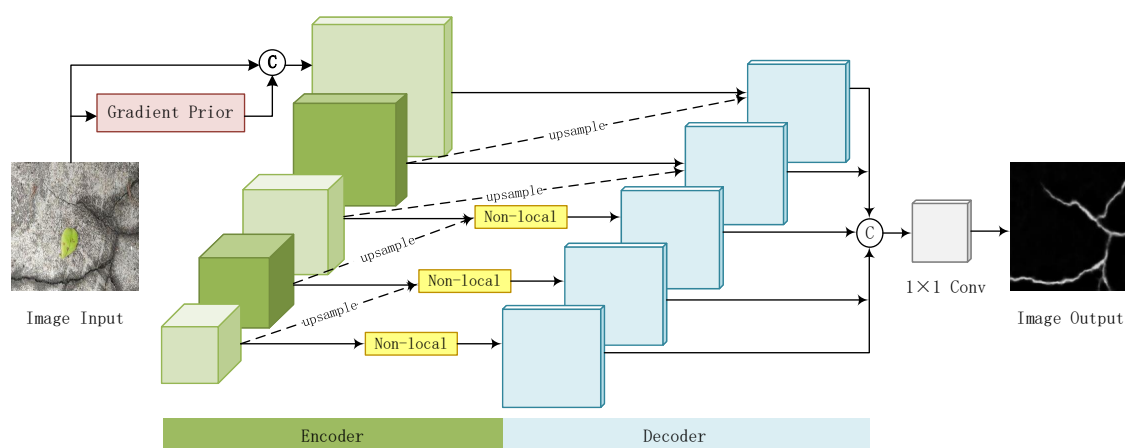 C
Gradient Prior
upsample
upsample
Non-local
upsample
C
Non-local
1×1 Conv
upsample
Image Input
Image Output
Non-local
Encoder
Decoder